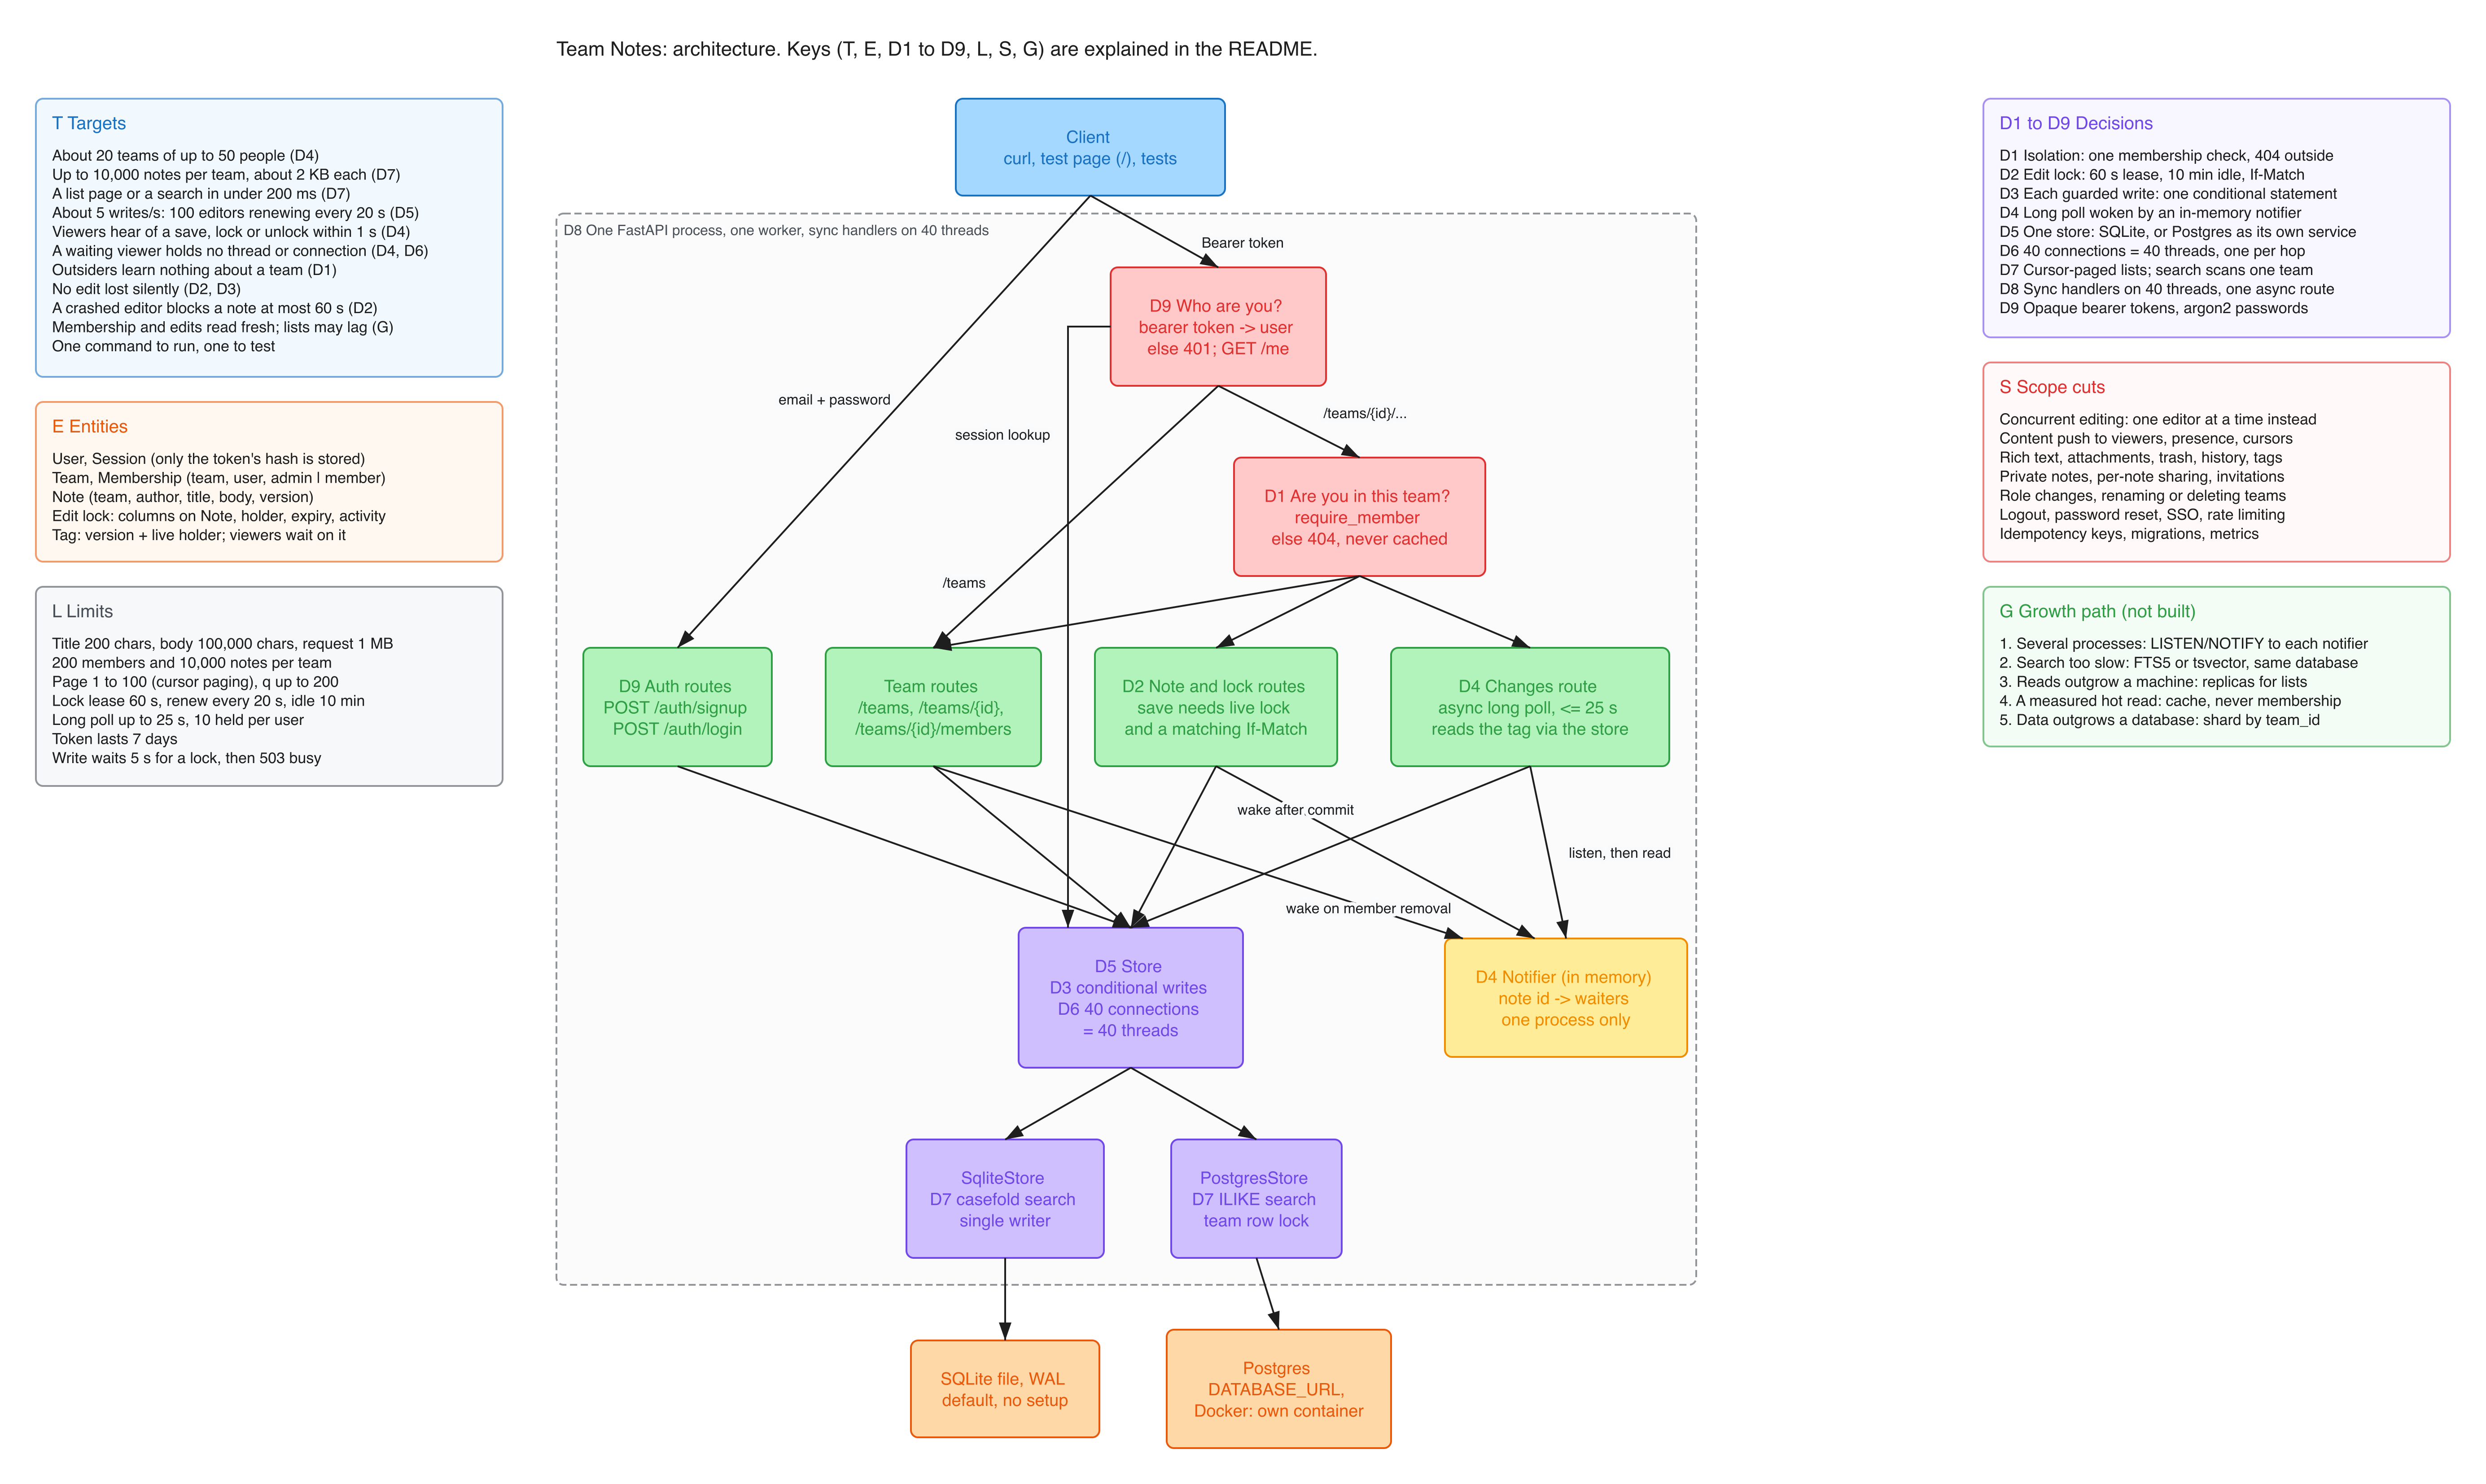 Team Notes: architecture. Keys (T, E, D1 to D9, L, S, G) are explained in the README.
T Targets
About 20 teams of up to 50 people (D4)
Up to 10,000 notes per team, about 2 KB each (D7)
A list page or a search in under 200 ms (D7)
About 5 writes/s: 100 editors renewing every 20 s (D5)
Viewers hear of a save, lock or unlock within 1 s (D4)
A waiting viewer holds no thread or connection (D4, D6)
Outsiders learn nothing about a team (D1)
No edit lost silently (D2, D3)
A crashed editor blocks a note at most 60 s (D2)
Membership and edits read fresh; lists may lag (G)
One command to run, one to test
E Entities
User, Session (only the token's hash is stored)
Team, Membership (team, user, admin | member)
Note (team, author, title, body, version)
Edit lock: columns on Note, holder, expiry, activity
Tag: version + live holder; viewers wait on it
L Limits
Title 200 chars, body 100,000 chars, request 1 MB
200 members and 10,000 notes per team
Page 1 to 100 (cursor paging), q up to 200
Lock lease 60 s, renew every 20 s, idle 10 min
Long poll up to 25 s, 10 held per user
Token lasts 7 days
Write waits 5 s for a lock, then 503 busy
Client
curl, test page (/), tests
D8 One FastAPI process, one worker, sync handlers on 40 threads
Bearer token
D9 Who are you?
bearer token -> user
else 401; GET /me
email + password
session lookup
/teams/{id}/...
D1 Are you in this team?
require_member
else 404, never cached
/teams
D9 Auth routes
POST /auth/signup
POST /auth/login
Team routes
/teams, /teams/{id},
/teams/{id}/members
D2 Note and lock routes
save needs live lock
and a matching If-Match
D4 Changes route
async long poll, <= 25 s
reads the tag via the store
wake after commit
listen, then read
wake on member removal
D5 Store
D3 conditional writes
D6 40 connections
= 40 threads
D4 Notifier (in memory)
note id -> waiters
one process only
SqliteStore
D7 casefold search
single writer
PostgresStore
D7 ILIKE search
team row lock
SQLite file, WAL
default, no setup
Postgres
DATABASE_URL,
Docker: own container
D1 to D9 Decisions
D1 Isolation: one membership check, 404 outside
D2 Edit lock: 60 s lease, 10 min idle, If-Match
D3 Each guarded write: one conditional statement
D4 Long poll woken by an in-memory notifier
D5 One store: SQLite, or Postgres as its own service
D6 40 connections = 40 threads, one per hop
D7 Cursor-paged lists; search scans one team
D8 Sync handlers on 40 threads, one async route
D9 Opaque bearer tokens, argon2 passwords
S Scope cuts
Concurrent editing: one editor at a time instead
Content push to viewers, presence, cursors
Rich text, attachments, trash, history, tags
Private notes, per-note sharing, invitations
Role changes, renaming or deleting teams
Logout, password reset, SSO, rate limiting
Idempotency keys, migrations, metrics
G Growth path (not built)
1. Several processes: LISTEN/NOTIFY to each notifier
2. Search too slow: FTS5 or tsvector, same database
3. Reads outgrow a machine: replicas for lists
4. A measured hot read: cache, never membership
5. Data outgrows a database: shard by team_id